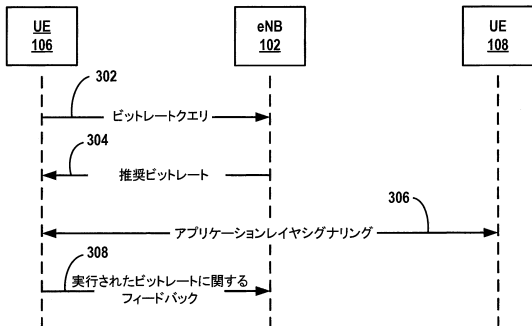 UE
106
eNB
102
UE
108
302
ビットレートクエリ
304
推奨ビットレート
306
アプリケーションレイヤシグナリング
308
実行されたビットレートに関する
フィードバック